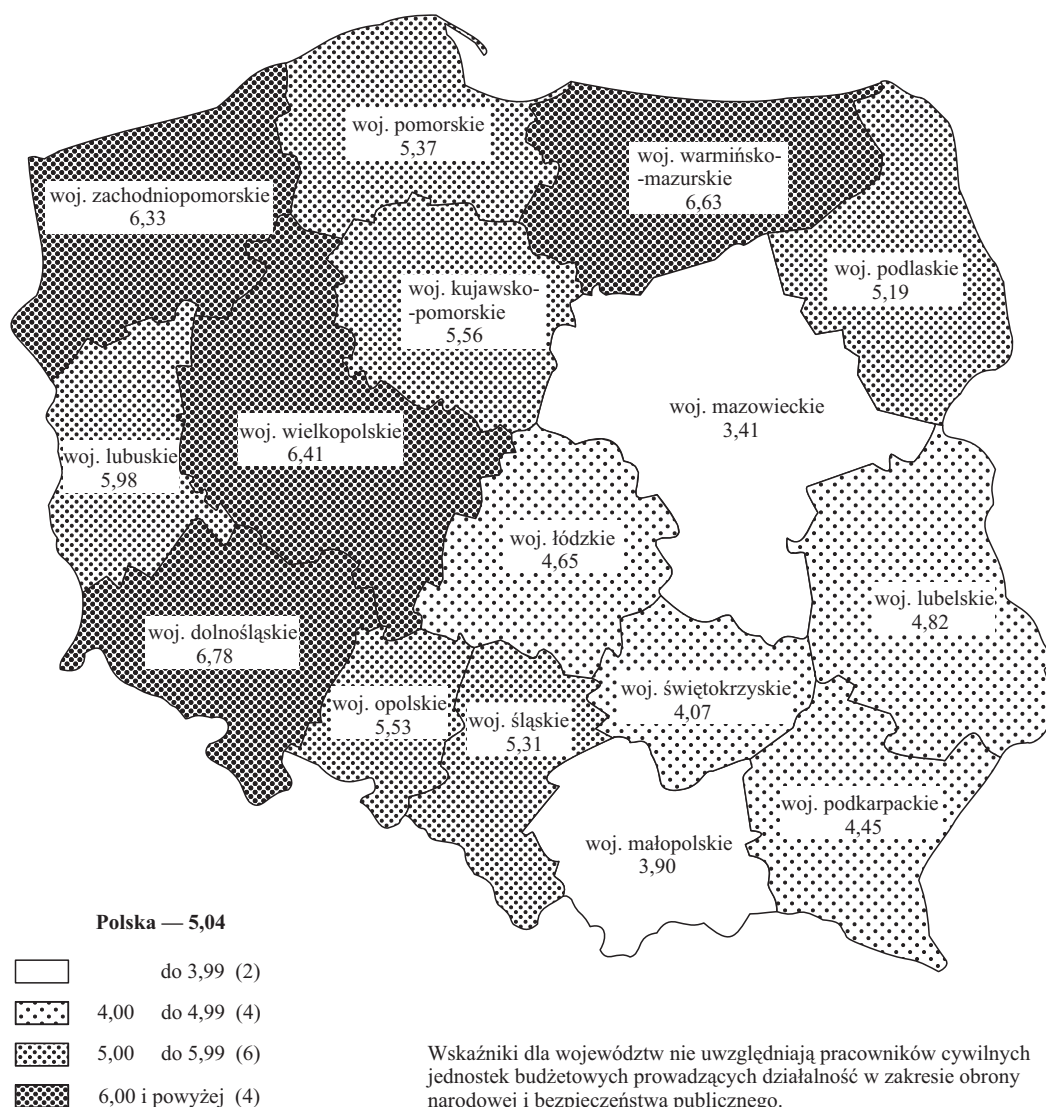 woj. pomorskie
5,37
woj. warmińsko-
-mazurskie
6,63
woj. zachodniopomorskie
6,33
woj. podlaskie
5,19
woj. kujawsko-
-pomorskie
5,56
woj. mazowieckie
3,41
woj. wielkopolskie
6,41
woj. lubuskie
5,98
woj. łódzkie
4,65
woj. lubelskie
4,82
woj. dolnośląskie
6,78
woj. świętokrzyskie
4,07
woj. opolskie
5,53
woj. śląskie
5,31
woj. podkarpackie
4,45
woj. małopolskie
3,90
Polska — 5,04
do 3,99 (2)
4,00 do 4,99 (4)
5,00 do 5,99 (6)
6,00 i powyżej (4)
Wskaźniki dla województw nie uwzględniają pracowników cywilnych
jednostek budżetowych prowadzących działalność w zakresie obrony
narodowej i bezpieczeństwa publicznego.